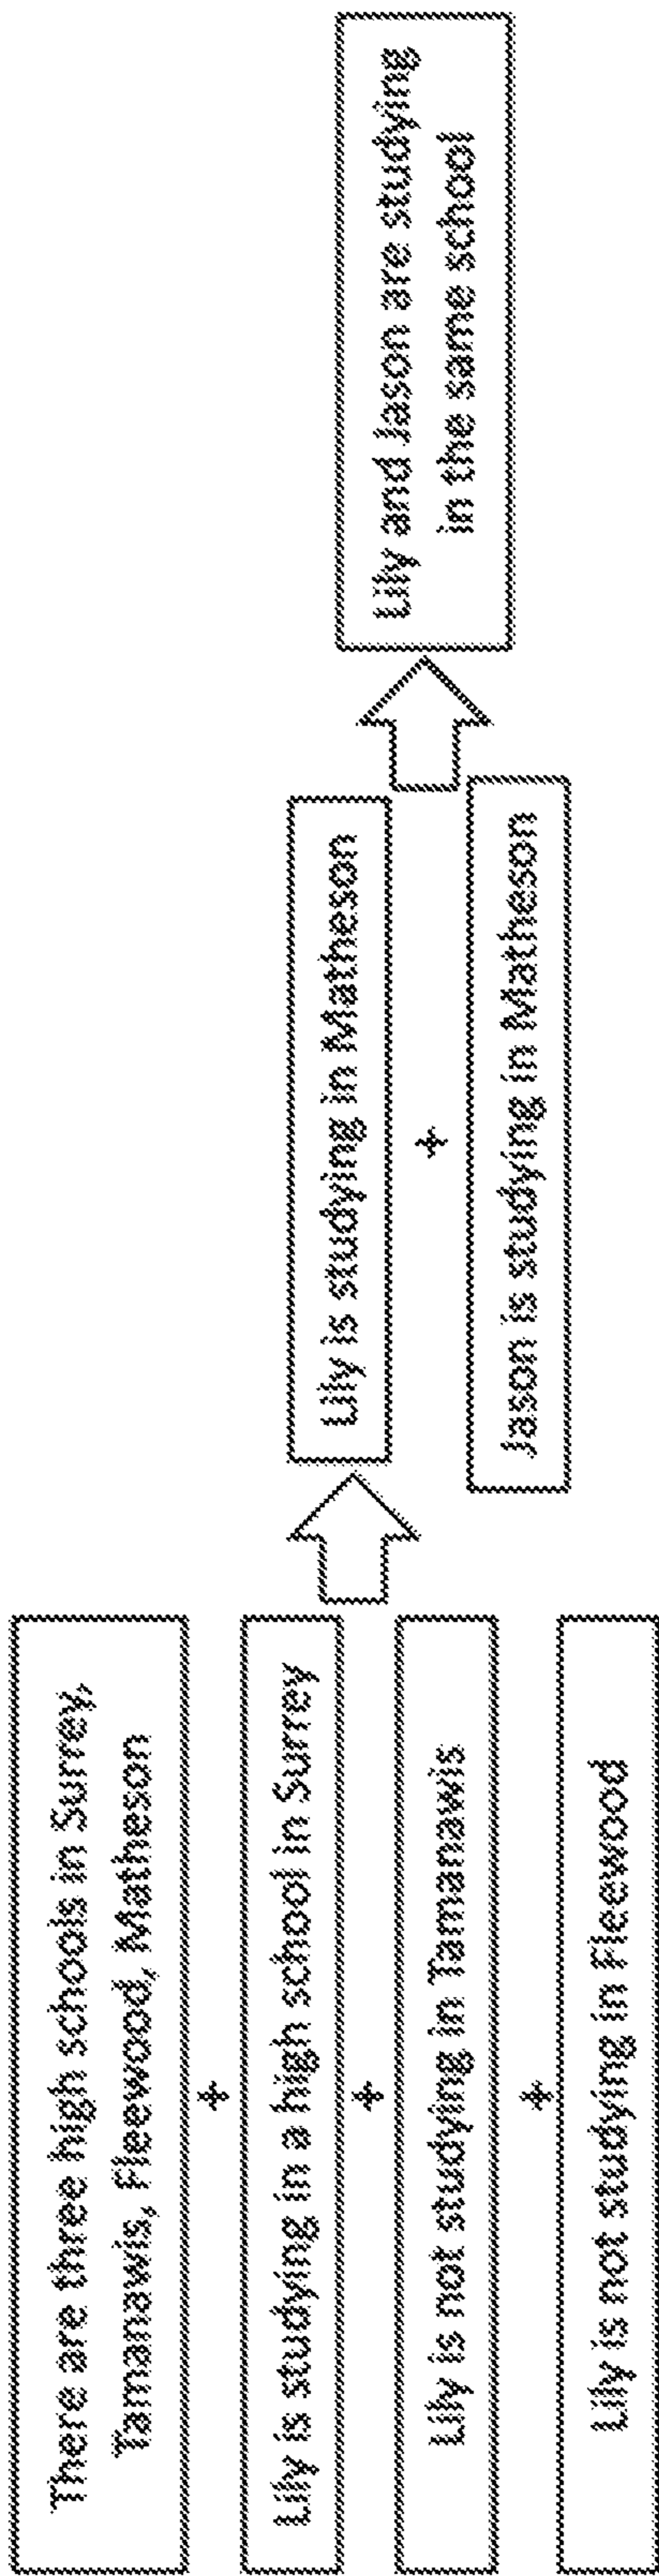 There are three high schools in Surrey,
Tamanawis, Fleewood, Matheson
+
Lily is studying in a high school in Surrey
+
Lily is not studying in Tamanawis
+
Lily is not studying in Fleewood
Lily is studying in Matheson
+
Jason is studying in Matheson
Lily and Jason are studying
in the same school